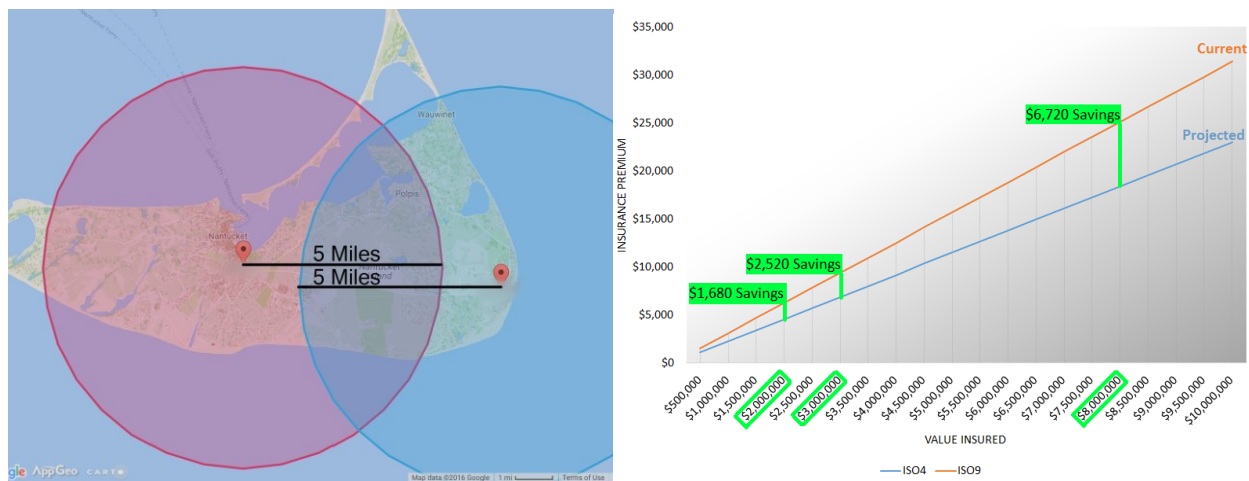 Wauwinet
Polpis
Nantucket
5 Miles
5 Miles
gle AppGeo CARTO
Map data ©2016 Google 1 mi Terms of Use
$35,000
$30,000
$25,000
$20,000
$15,000
$10,000
$5,000
$0
INSURANCE PREMIUM
Current
Projected
$6,720 Savings
$2,520 Savings
$1,680 Savings
$500,000
$1,000,000
$1,500,000
$2,000,000
$2,500,000
$3,000,000
$3,500,000
$4,000,000
$4,500,000
$5,000,000
$5,500,000
$6,000,000
$6,500,000
$7,000,000
$7,500,000
$8,000,000
$8,500,000
$9,000,000
$9,500,000
$10,000,000
VALUE INSURED
ISO4 ISO9